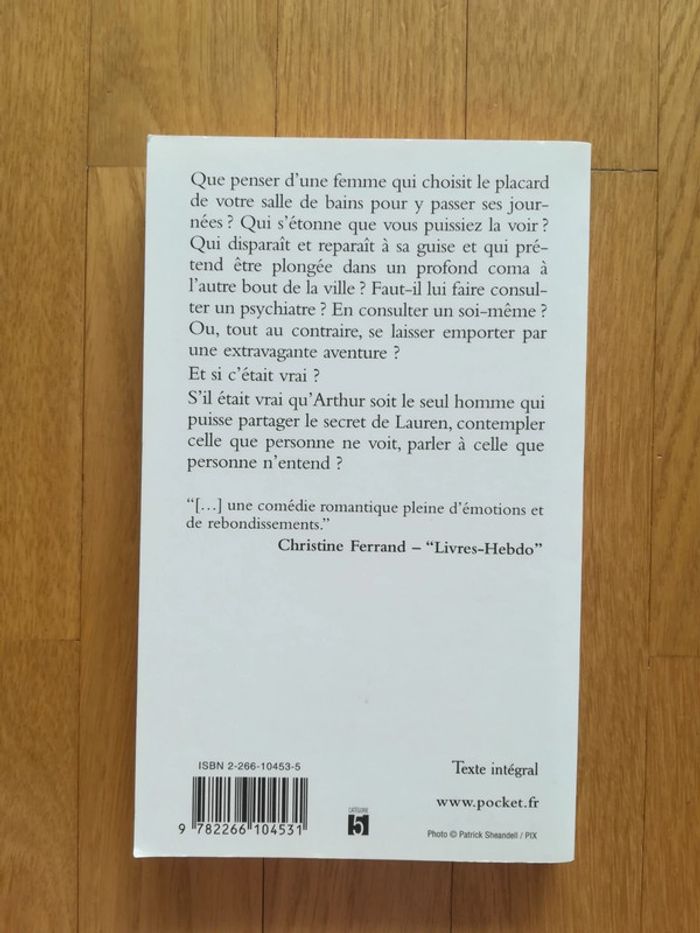 Que penser d'une femme qui choisit le placard
de votre salle de bains pour y passer ses jour-
nées ? Qui s'étonne que vous puissiez la voir ?
Qui disparaît et reparaît à sa guise et qui pré-
tend être plongée dans un profond coma à
l'autre bout de la ville ? Faut-il lui faire consul-
ter un psychiatre ? En consulter un soi-même ?
Ou, tout au contraire, se laisser emporter par
une extravagante aventure ?
Et si c'était vrai ?
S'il était vrai qu'Arthur soit le seul homme qui
puisse partager le secret de Lauren, contempler
celle que personne ne voit, parler à celle que
personne n'entend ?
“[…] une comédie romantique pleine d'émotions et
de rebondissements.”
Christine Ferrand – “Livres-Hebdo”
ISBN 2-266-10453-5
9 782266 104531
CATÉGORIE
5
Texte intégral
www.pocket.fr
Photo © Patrick Sheandell / PIX